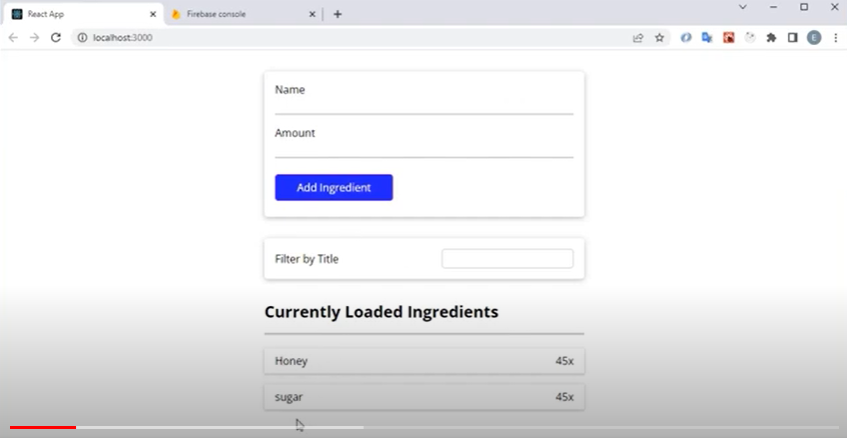 React App
Firebase console
localhost:3000
E
Name
Amount
Add Ingredient
Filter by Title
Currently Loaded Ingredients
Honey 45x
sugar 45x